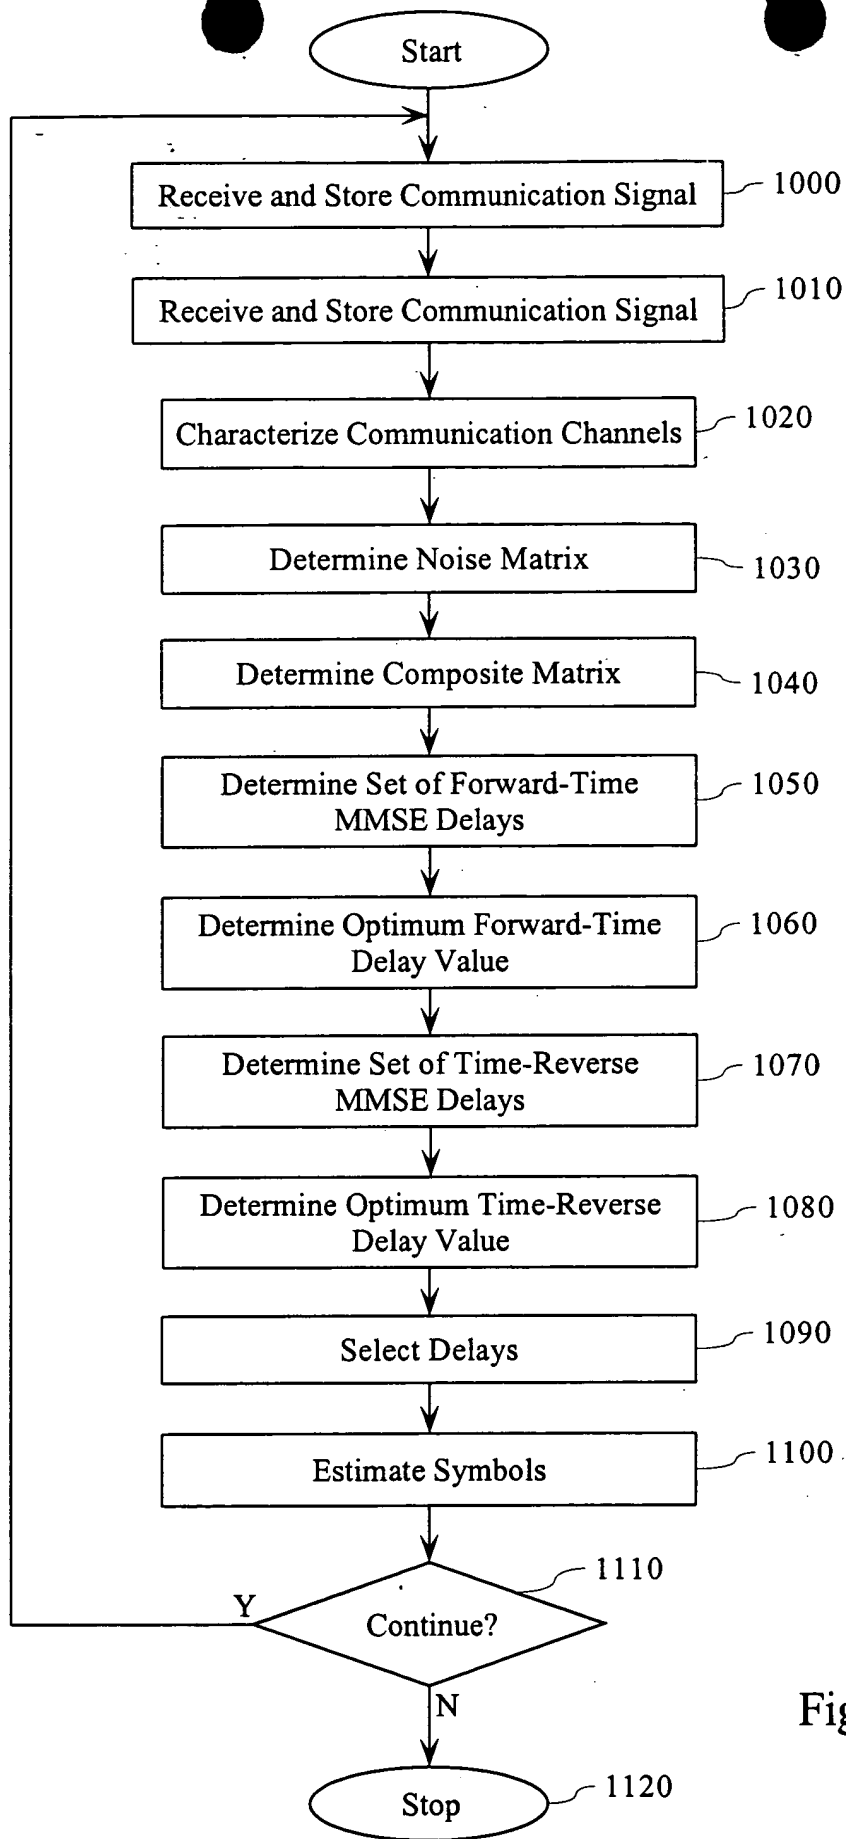 Start
Receive and Store Communication Signal
1000
Receive and Store Communication Signal
1010
Characterize Communication Channels
1020
Determine Noise Matrix
1030
Determine Composite Matrix
1040
Determine Set of Forward-Time
MMSE Delays
1050
Determine Optimum Forward-Time
Delay Value
1060
Determine Set of Time-Reverse
MMSE Delays
1070
Determine Optimum Time-Reverse
Delay Value
1080
Select Delays
1090
Estimate Symbols
1100
Continue?
1110
Y
N
Stop
1120